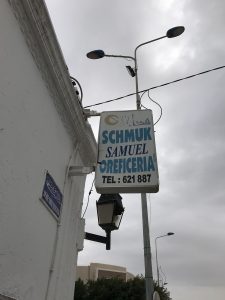 SCHMUK
SAMUEL
OREFICERIA
TEL: 621 887